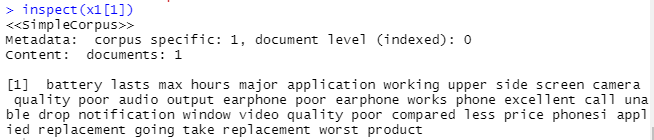 > inspect(x1[1])
<<SimpleCorpus>>
Metadata:  corpus specific: 1, document level (indexed): 0
Content:  documents: 1

[1]  battery lasts max hours major application working upper side screen camera
 quality poor audio output earphone poor earphone works phone excellent call una
ble drop notification window video quality poor compared less price phonesi appl
ied replacement going take replacement worst product